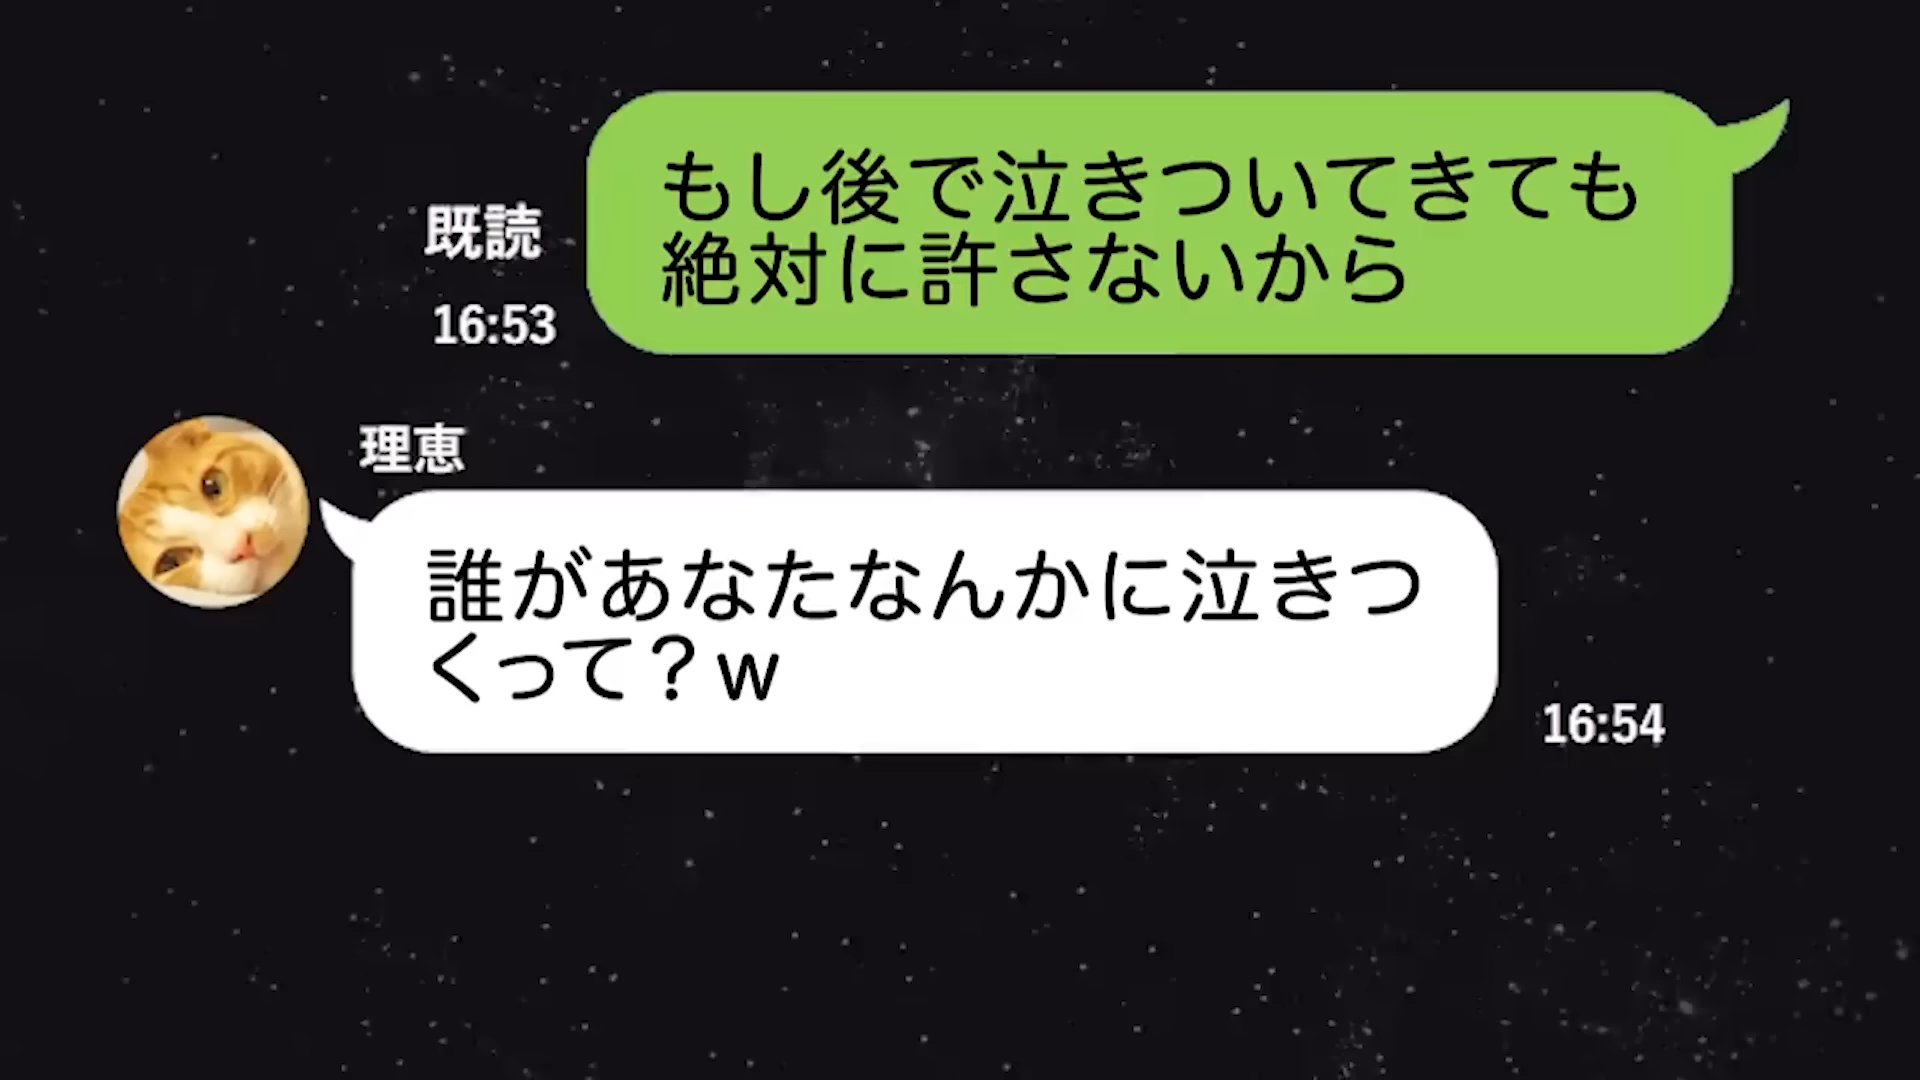 もし後で泣きついてきても
絶対に許さないから
既読
16:53
理恵
誰があなたなんかに泣きつ
くって？w
16:54